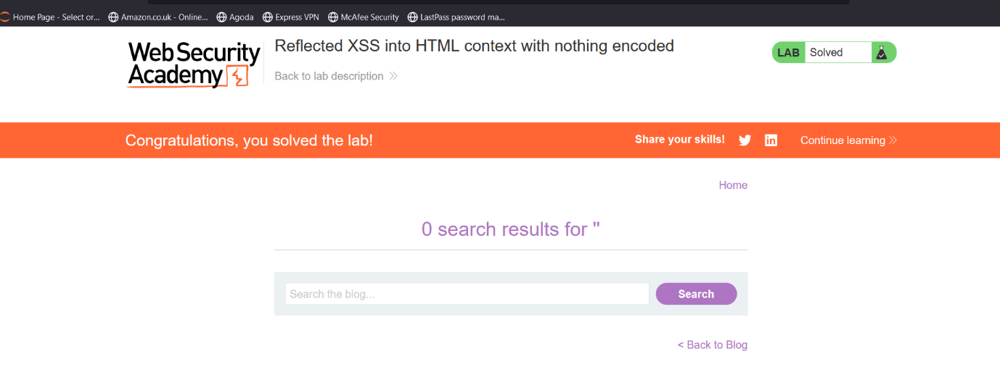 Home Page - Select or... Amazon.co.uk - Online... Agoda Express VPN McAfee Security LastPass password ma...
Web Security
Academy
Reflected XSS into HTML context with nothing encoded
Back to lab description
LAB Solved
Congratulations, you solved the lab!
Share your skills!
Continue learning
Home
0 search results for ''
Search the blog...
Search
< Back to Blog